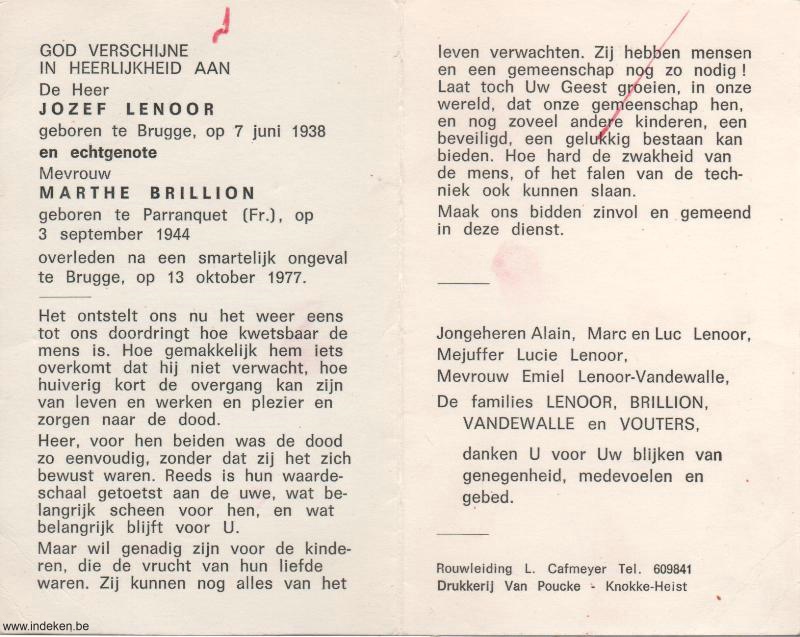 GOD VERSCHIJNE
IN HEERLIJKHEID AAN
De Heer
JOZEF LENOOR
geboren te Brugge, op 7 juni 1938
en echtgenote
Mevrouw
MARTHE BRILLION
geboren te Parranquet (Fr.), op
3 september 1944
overleden na een smartelijk ongeval
te Brugge, op 13 oktober 1977.
Het ontstelt ons nu het weer eens
tot ons doordringt hoe kwetsbaar de
mens is. Hoe gemakkelijk hem iets
overkomt dat hij niet verwacht, hoe
huiverig kort de overgang kan zijn
van leven en werken en plezier en
zorgen naar de dood.
Heer, voor hen beiden was de dood
zo eenvoudig, zonder dat zij het zich
bewust waren. Reeds is hun waarde-
schaal getoetst aan de uwe, wat be-
langrijk scheen voor hen, en wat
belangrijk blijft voor U.
Maar wil genadig zijn voor de kinde-
ren, die de vrucht van hun liefde
waren. Zij kunnen nog alles van het
leven verwachten. Zij hebben mensen
en een gemeenschap nog zo nodig !
Laat toch Uw Geest groeien, in onze
wereld, dat onze gemeenschap hen,
en nog zoveel andere kinderen, een
beveiligd, een gelukkig bestaan kan
bieden. Hoe hard de zwakheid van
de mens, of het falen van de tech-
niek ook kunnen slaan.
Maak ons bidden zinvol en gemeend
in deze dienst.
Jongeheren Alain, Marc en Luc Lenoor,
Mejuffer Lucie Lenoor,
Mevrouw Emiel Lenoor-Vandewalle,
De families LENOOR, BRILLION,
VANDEWALLE en VOUTERS,
danken U voor Uw blijken van
genegenheid, medevoelen en
gebed.
Rouwleiding L. Cafmeyer Tel. 609841
Drukkerij Van Poucke - Knokke-Heist
www.indeken.be